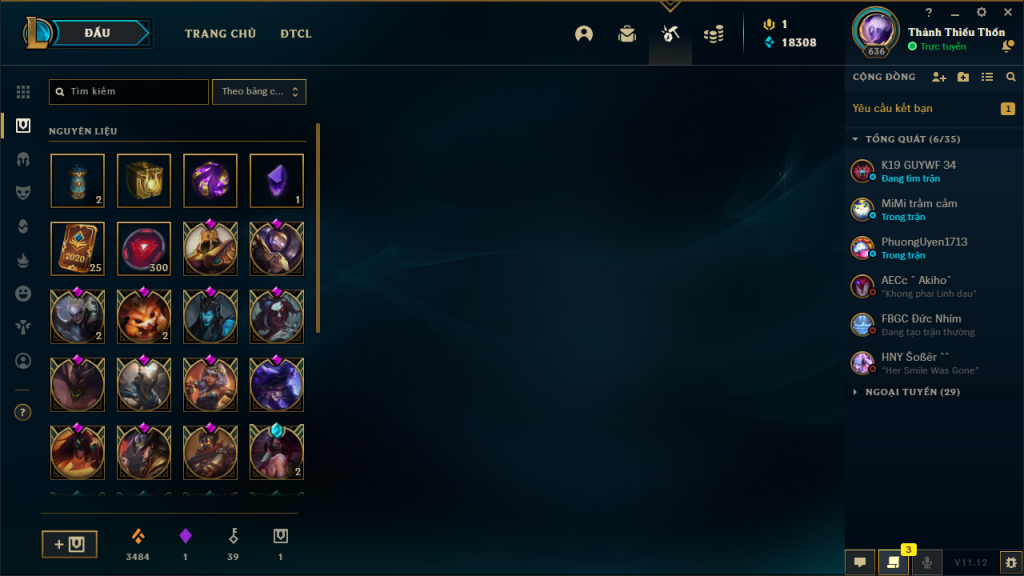 ĐẤU
TRANG CHỦ
ĐTCL
1
18308
?
636
Thành Thiếu Thốn
Trực tuyến
CỘNG ĐỒNG
Yêu cầu kết bạn
1
TỔNG QUÁT (6/35)
K19 GUYWF 34
Đang tìm trận
MiMi trầm cảm
Trong trận
PhuongUyen1713
Trong trận
AECc ˆ Akihoˆ
"Khong phai Linh dau"
FBGC Đức Nhím
Đang tạo trận thường
HNY Šoßër ˆˆ
"Her Smile Was Gone"
NGOẠI TUYẾN (29)
Tìm kiếm
Theo bảng c...
NGUYÊN LIỆU
2
1
2020
25
300
2
2
2
?
+
3484
1
39
1
3
V11.12